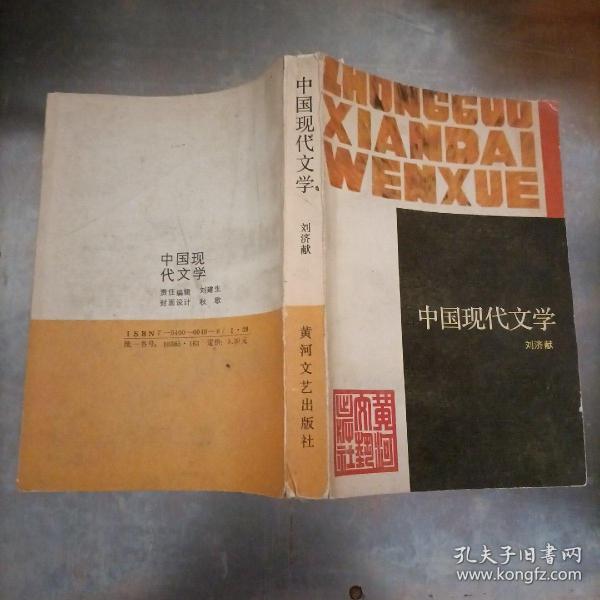 中国现
代文学
责任编辑 刘建生
封面设计 秋歌
中国现代文学
刘济献
黄河文艺出版社
ZHONGGUO
XIANDAI
WENXUE
中国现代文学
刘济献
黄河
文艺
孔夫子旧书网
www.kongfz.com